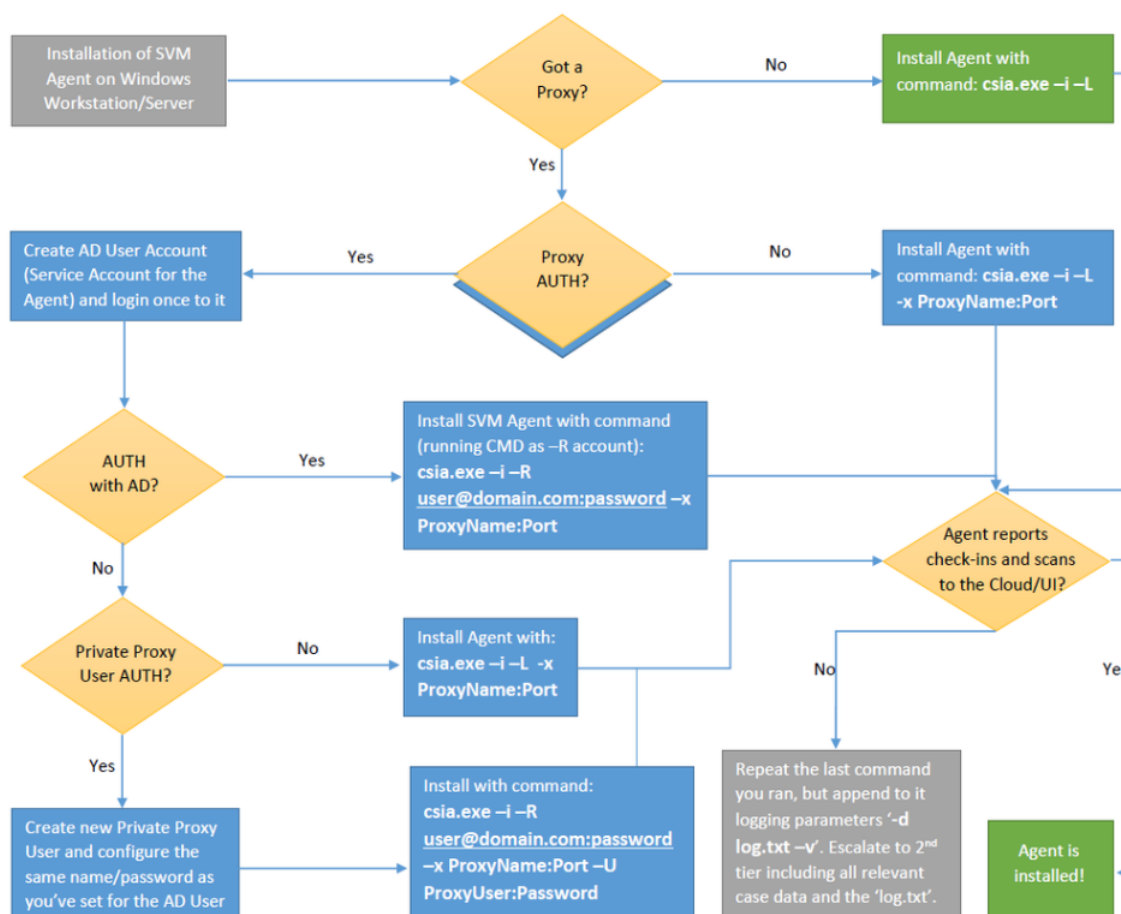 Installation of SVM
Agent on Windows
Workstation/Server
Got a
Proxy?
No
Install Agent with
command: csia.exe –i –L
Yes
Create AD User Account
(Service Account for the
Agent) and login once to it
Yes
Proxy
AUTH?
No
Install Agent with
command: csia.exe –i –L
-x ProxyName:Port
AUTH
with AD?
Yes
Install SVM Agent with command
(running CMD as –R account):
csia.exe –i –R
user@domain.com:password –x
ProxyName:Port
No
Agent reports
check-ins and scans
to the Cloud/UI?
Private Proxy
User AUTH?
No
Install Agent with:
csia.exe –i –L -x
ProxyName:Port
No
Ye
Yes
Create new Private Proxy
User and configure the
same name/password as
you've set for the AD User
Install with command:
csia.exe –i –R
user@domain.com:password
–x ProxyName:Port –U
ProxyUser:Password
Repeat the last command
you ran, but append to it
logging parameters '-d
log.txt –v'. Escalate to 2nd
tier including all relevant
case data and the 'log.txt'.
Agent is
installed!